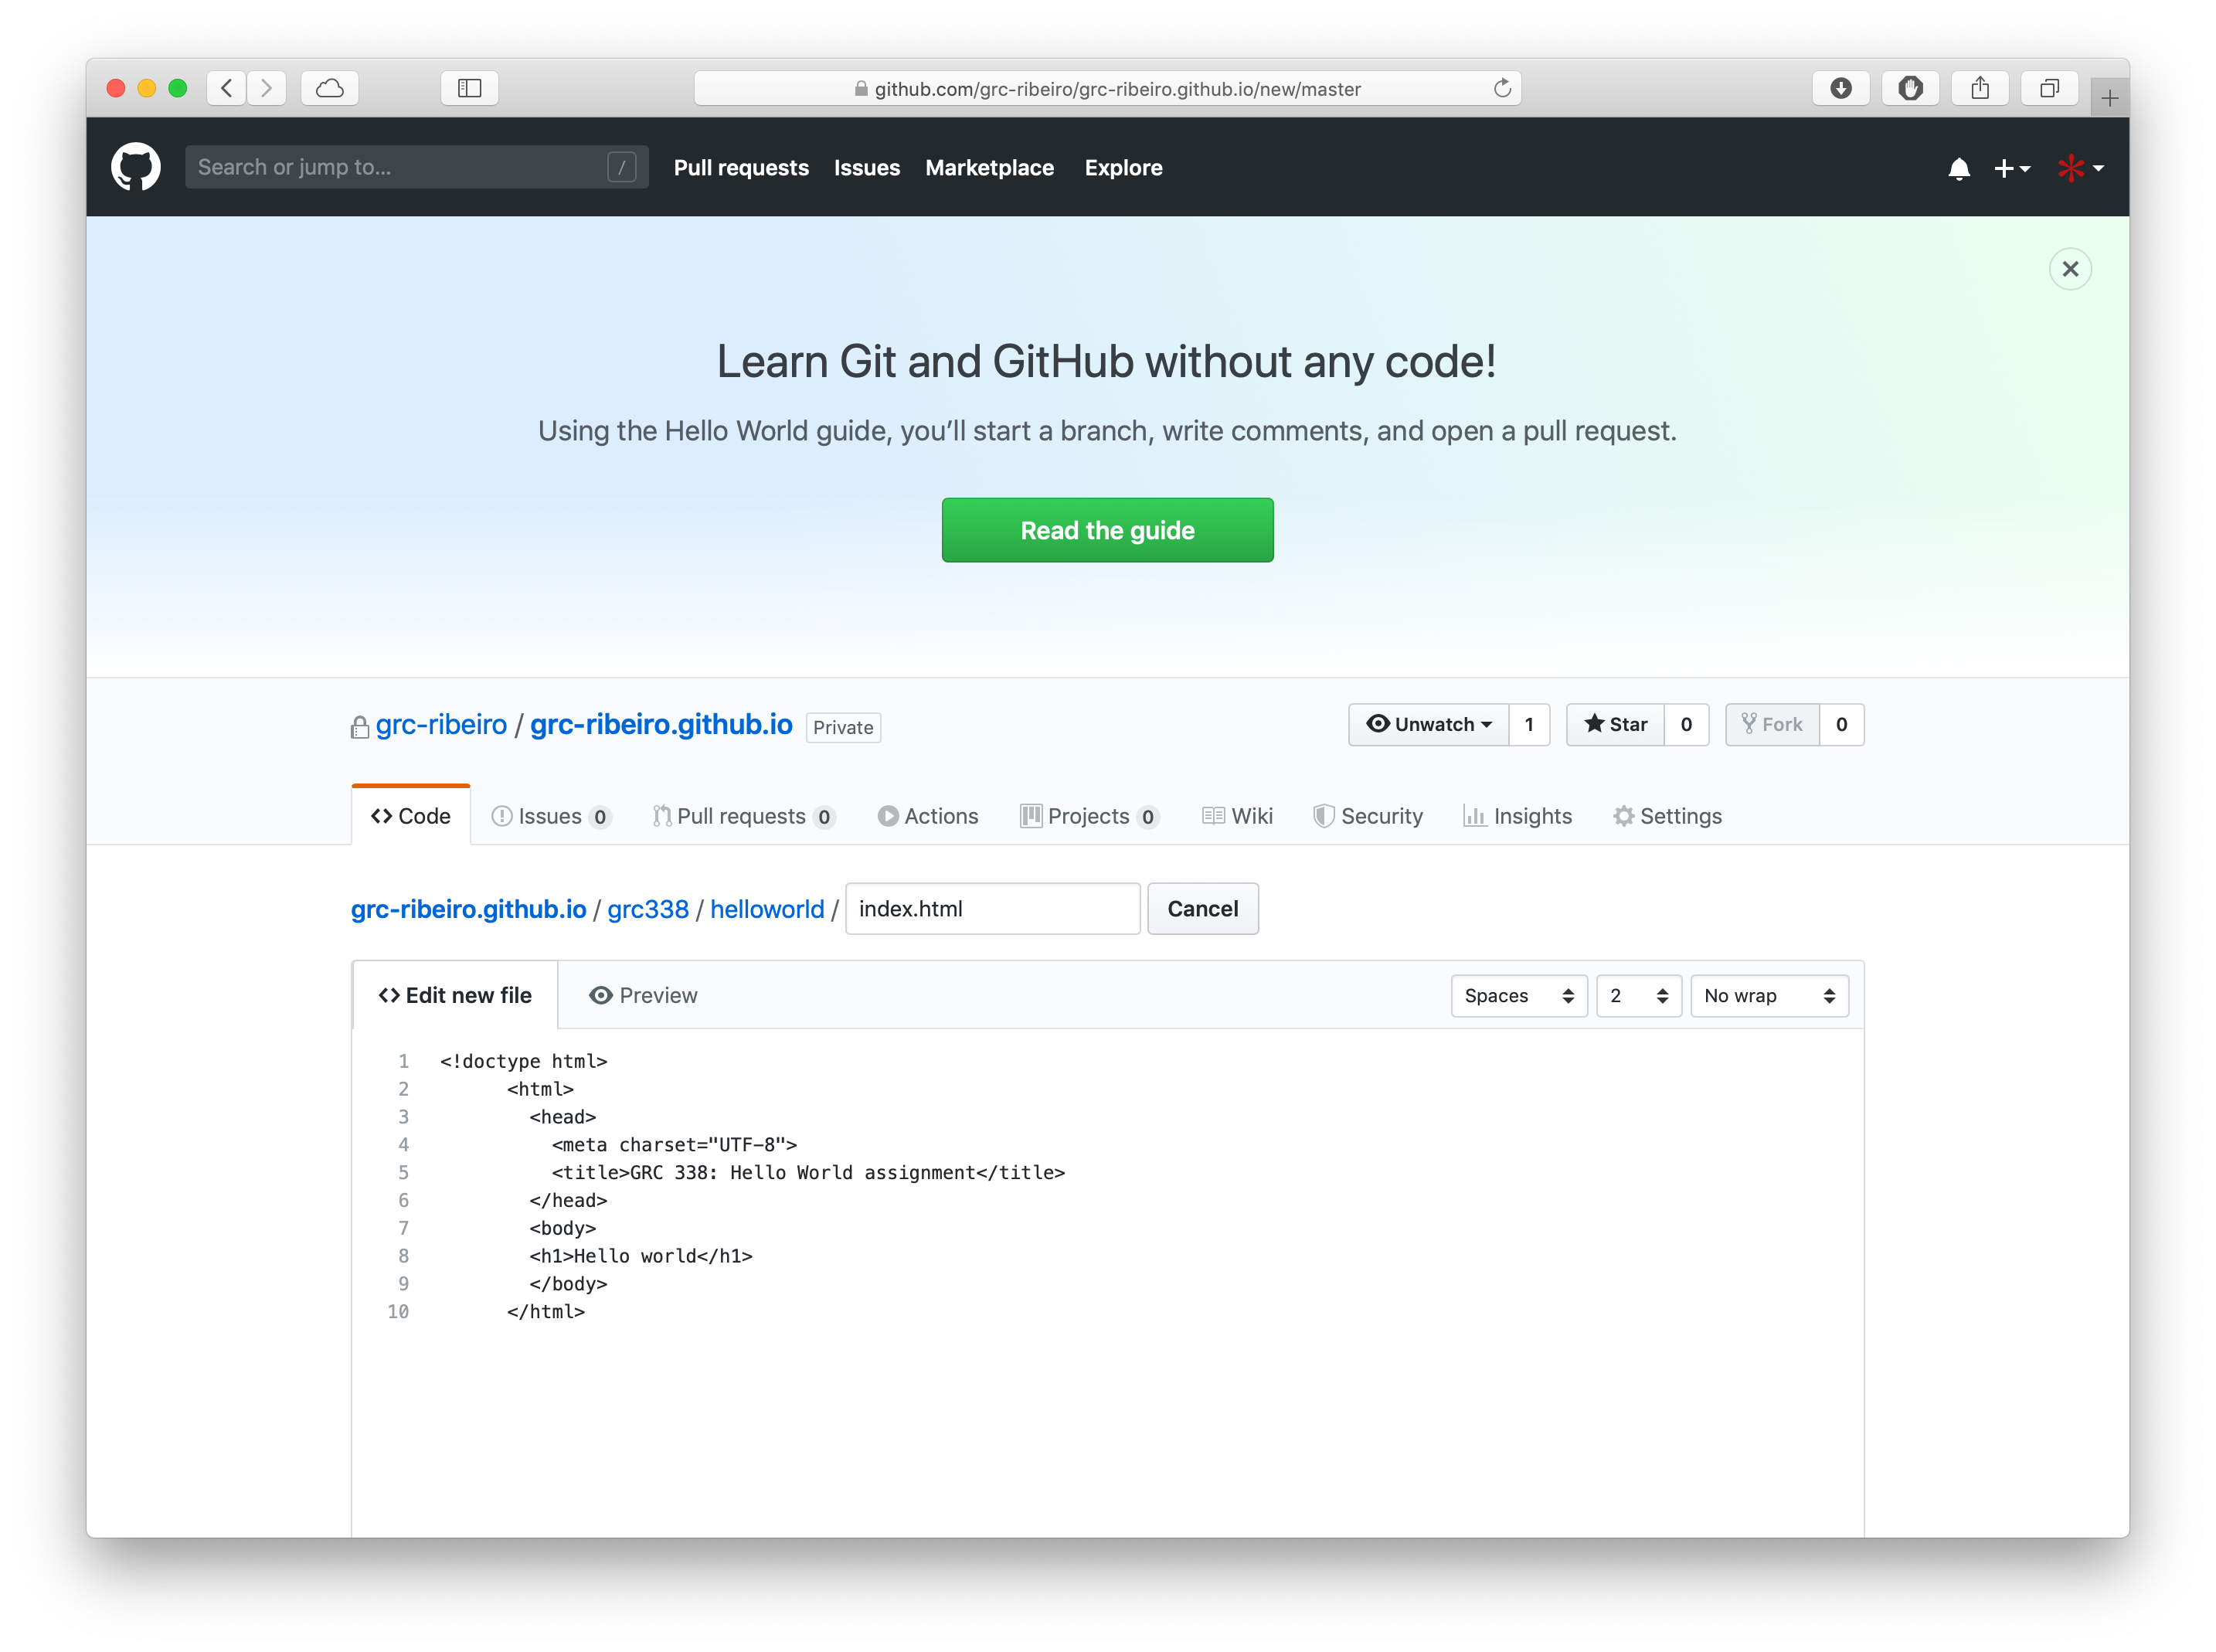 github.com/grc-ribeiro/grc-ribeiro.github.io/new/master
Search or jump to... / Pull requests Issues Marketplace Explore
Learn Git and GitHub without any code!
Using the Hello World guide, you’ll start a branch, write comments, and open a pull request.
Read the guide
grc-ribeiro / grc-ribeiro.github.io Private Unwatch 1 Star 0 Fork 0
Code Issues 0 Pull requests 0 Actions Projects 0 Wiki Security Insights Settings
grc-ribeiro.github.io / grc338 / helloworld / index.html Cancel
<> Edit new file Preview Spaces 2 No wrap
1 <!doctype html>
2 <html>
3 <head>
4 <meta charset="UTF-8">
5 <title>GRC 338: Hello World assignment</title>
6 </head>
7 <body>
8 <h1>Hello world</h1>
9 </body>
10 </html>